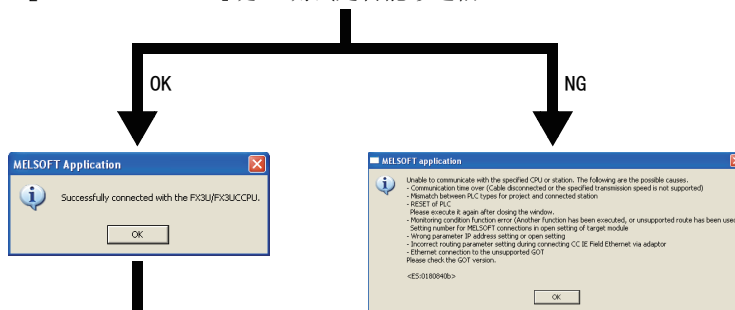 OK
NG
MELSOFT Application
Successfully connected with the FX3U/FX3UCCPU.
OK
MELSOFT application
Unable to communicate with the specified CPU or station. The following are the possible causes.
- Communication time over (Cable disconnected or the specified transmission speed is not supported)
- Mismatch between PLC types for project and connected station
- RESET of PLC
Please execute it again after closing the window.
- Monitoring condition function error (Another function has been executed, or unsupported route has been used
Setting number for MELSOFT connections in open setting of target module
- Wrong parameter IP address setting or open setting
- Incorrect routing parameter setting during connecting CC IE Field Ethernet via adaptor
- Ethernet connection to the unsupported GOT
Please check the GOT version.
<ES:0180840b>
OK